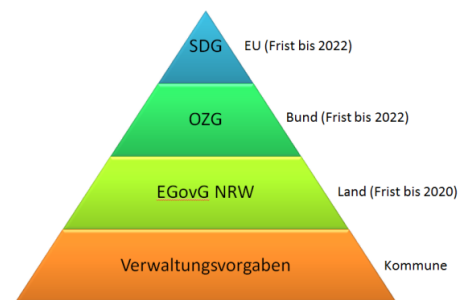 SDG EU (Frist bis 2022)
OZG Bund (Frist bis 2022)
EGovG NRW Land (Frist bis 2020)
Verwaltungsvorgaben Kommune